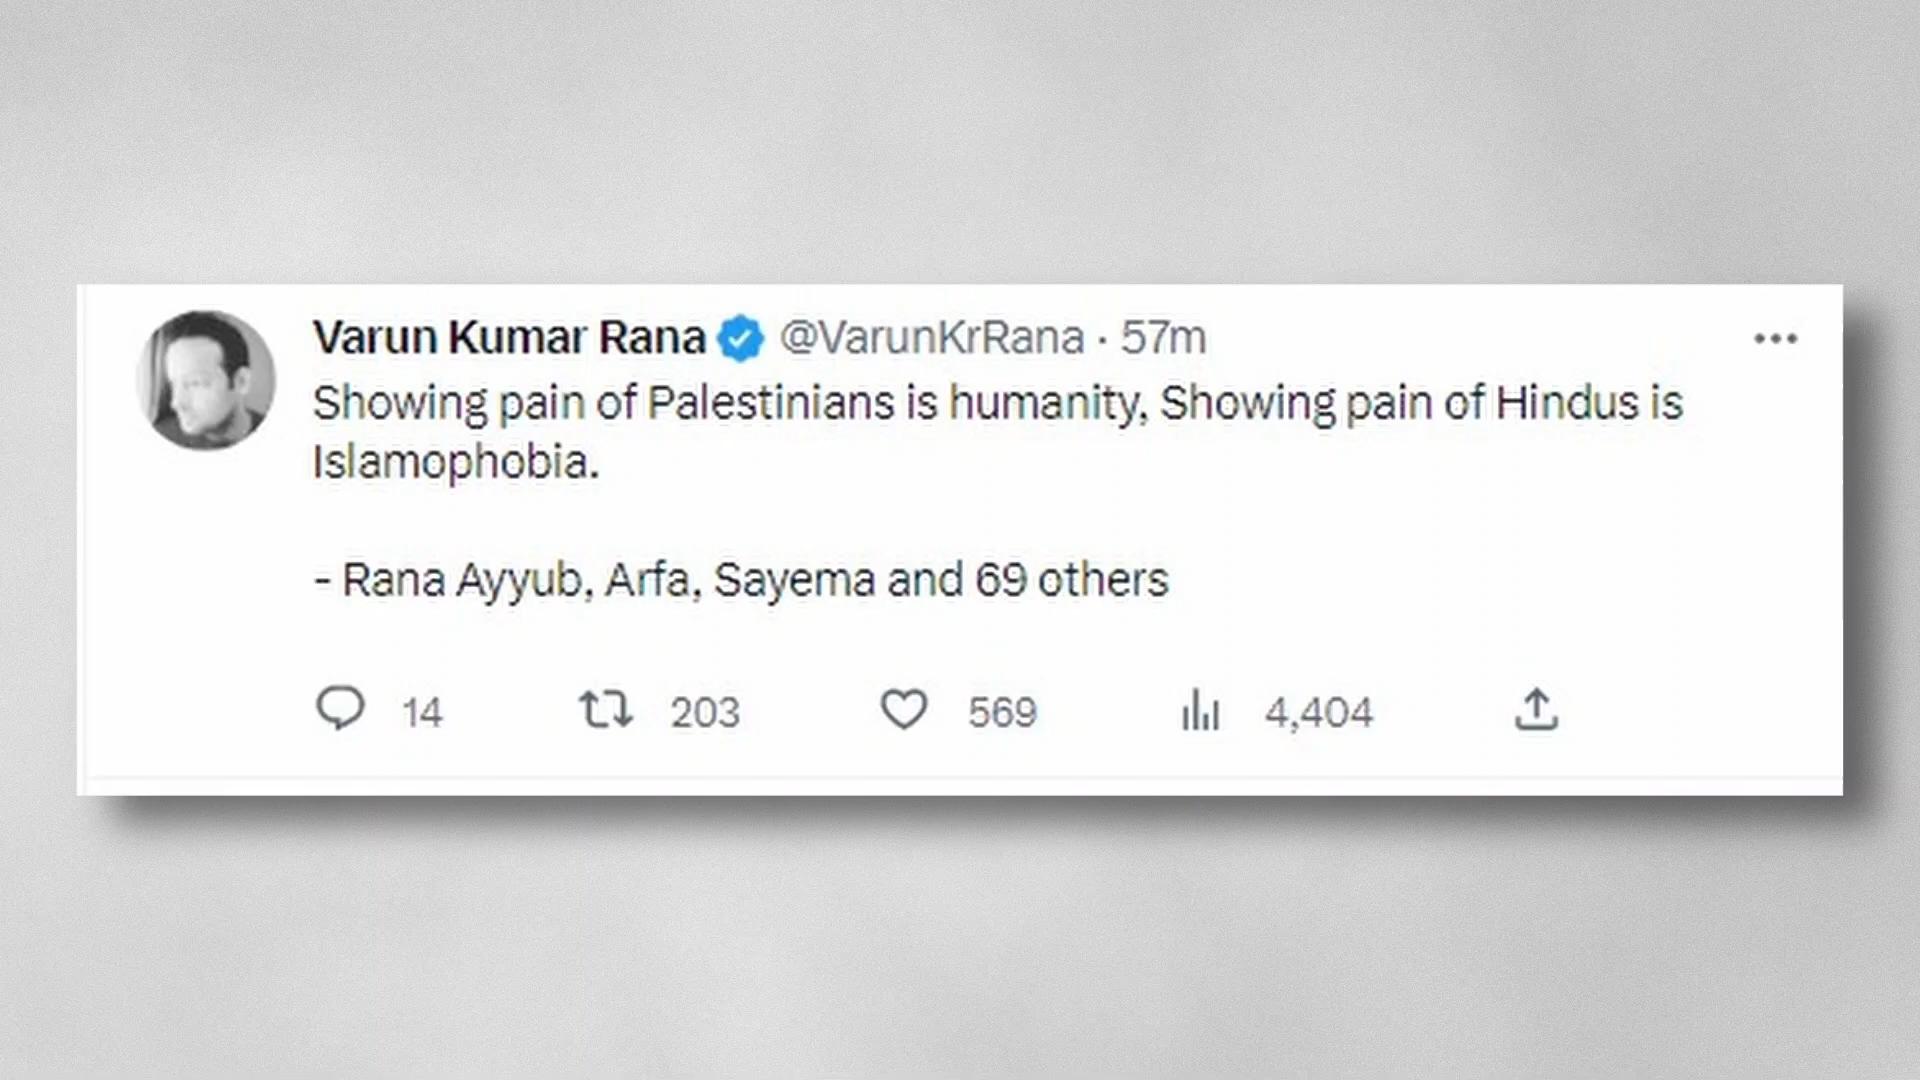 Varun Kumar Rana @VarunKrRana · 57m
Showing pain of Palestinians is humanity, Showing pain of Hindus is
Islamophobia.
- Rana Ayyub, Arfa, Sayema and 69 others
14 203 569 4,404